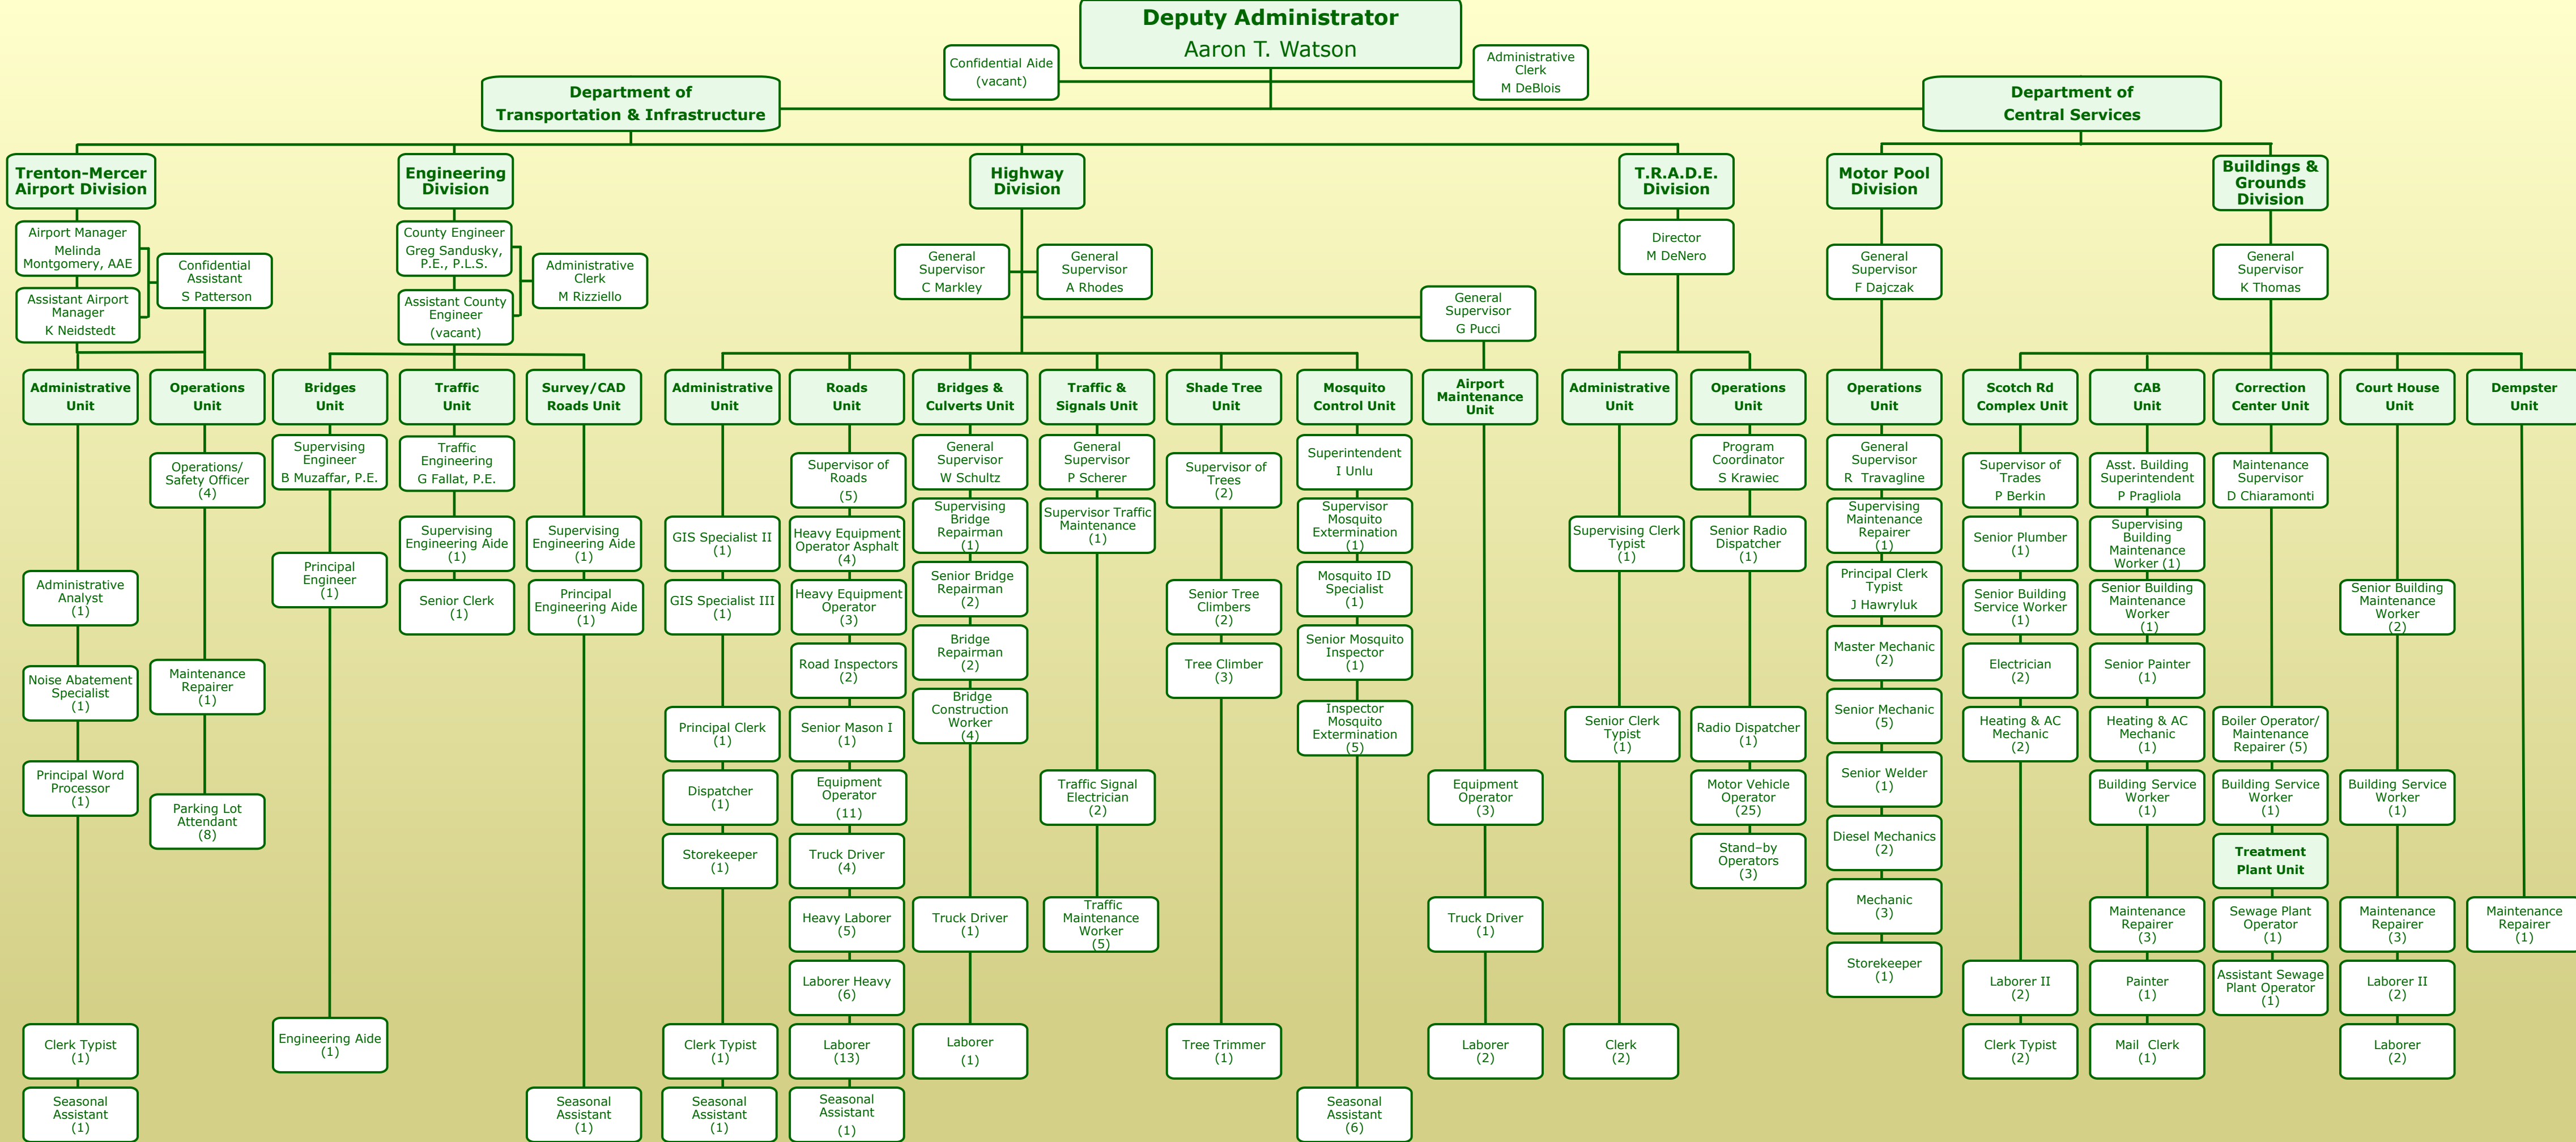 Deputy Administrator
Aaron T. Watson
Confidential Aide
(vacant)
Administrative
Clerk
M DeBlois
Department of
Transportation & Infrastructure
Department of
Central Services
Trenton-Mercer
Airport Division
Airport Manager
Melinda
Montgomery, AAE
Confidential
Assistant
S Patterson
Assistant Airport
Manager
K Neidstedt
Administrative
Unit
Administrative
Analyst
(1)
Noise Abatement
Specialist
(1)
Principal Word
Processor
(1)
Clerk Typist
(1)
Seasonal
Assistant
(1)
Operations
Unit
Operations/
Safety Officer
(4)
Maintenance
Repairer
(1)
Parking Lot
Attendant
(8)
Engineering
Division
County Engineer
Greg Sandusky,
P.E., P.L.S.
Administrative
Clerk
M Rizziello
Assistant County
Engineer
(vacant)
Bridges
Unit
Supervising
Engineer
B Muzaffar, P.E.
Principal
Engineer
(1)
Engineering Aide
(1)
Traffic
Unit
Traffic
Engineering
G Fallat, P.E.
Supervising
Engineering Aide
(1)
Senior Clerk
(1)
Survey/CAD
Roads Unit
Supervising
Engineering Aide
(1)
Principal
Engineering Aide
(1)
Seasonal
Assistant
(1)
Highway
Division
General
Supervisor
C Markley
General
Supervisor
A Rhodes
General
Supervisor
G Pucci
Administrative
Unit
GIS Specialist II
(1)
GIS Specialist III
(1)
Principal Clerk
(1)
Dispatcher
(1)
Storekeeper
(1)
Clerk Typist
(1)
Seasonal
Assistant
(1)
Roads
Unit
Supervisor of
Roads
(5)
Heavy Equipment
Operator Asphalt
(4)
Heavy Equipment
Operator
(3)
Road Inspectors
(2)
Senior Mason I
(1)
Equipment
Operator
(11)
Truck Driver
(4)
Heavy Laborer
(5)
Laborer Heavy
(6)
Laborer
(13)
Seasonal
Assistant
(1)
Bridges &
Culverts Unit
General
Supervisor
W Schultz
Supervising
Bridge
Repairman
(1)
Senior Bridge
Repairman
(2)
Bridge
Repairman
(2)
Bridge
Construction
Worker
(4)
Truck Driver
(1)
Laborer
(1)
Traffic &
Signals Unit
General
Supervisor
P Scherer
Supervisor Traffic
Maintenance
(1)
Traffic Signal
Electrician
(2)
Traffic
Maintenance
Worker
(5)
Shade Tree
Unit
Supervisor of
Trees
(2)
Senior Tree
Climbers
(2)
Tree Climber
(3)
Tree Trimmer
(1)
Mosquito
Control Unit
Superintendent
I Unlu
Supervisor
Mosquito
Extermination
(1)
Mosquito ID
Specialist
(1)
Senior Mosquito
Inspector
(1)
Inspector
Mosquito
Extermination
(5)
Seasonal
Assistant
(6)
Airport
Maintenance
Unit
Equipment
Operator
(3)
Truck Driver
(1)
Laborer
(2)
T.R.A.D.E.
Division
Director
M DeNero
Administrative
Unit
Supervising Clerk
Typist
(1)
Senior Clerk
Typist
(1)
Clerk
(2)
Operations
Unit
Program
Coordinator
S Krawiec
Senior Radio
Dispatcher
(1)
Radio Dispatcher
(1)
Motor Vehicle
Operator
(25)
Stand–by
Operators
(3)
Motor Pool
Division
General
Supervisor
F Dajczak
Operations
Unit
General
Supervisor
R  Travagline
Supervising
Maintenance
Repairer
(1)
Principal Clerk
Typist
J Hawryluk
Master Mechanic
(2)
Senior Mechanic
(5)
Senior Welder
(1)
Diesel Mechanics
(2)
Mechanic
(3)
Storekeeper
(1)
Buildings &
Grounds
Division
General
Supervisor
K Thomas
Scotch Rd
Complex Unit
Supervisor of
Trades
P Berkin
Senior Plumber
(1)
Senior Building
Service Worker
(1)
Electrician
(2)
Heating & AC
Mechanic
(2)
Laborer II
(2)
Clerk Typist
(2)
CAB
Unit
Asst. Building
Superintendent
P Pragliola
Supervising
Building
Maintenance
Worker (1)
Senior Building
Maintenance
Worker
(1)
Senior Painter
(1)
Heating & AC
Mechanic
(1)
Building Service
Worker
(1)
Maintenance
Repairer
(3)
Painter
(1)
Mail  Clerk
(1)
Correction
Center Unit
Maintenance
Supervisor
D Chiaramonti
Boiler Operator/
Maintenance
Repairer (5)
Building Service
Worker
(1)
Treatment
Plant Unit
Sewage Plant
Operator
(1)
Assistant Sewage
Plant Operator
(1)
Court House
Unit
Senior Building
Maintenance
Worker
(2)
Building Service
Worker
(1)
Maintenance
Repairer
(3)
Laborer II
(2)
Laborer
(2)
Dempster
Unit
Maintenance
Repairer
(1)